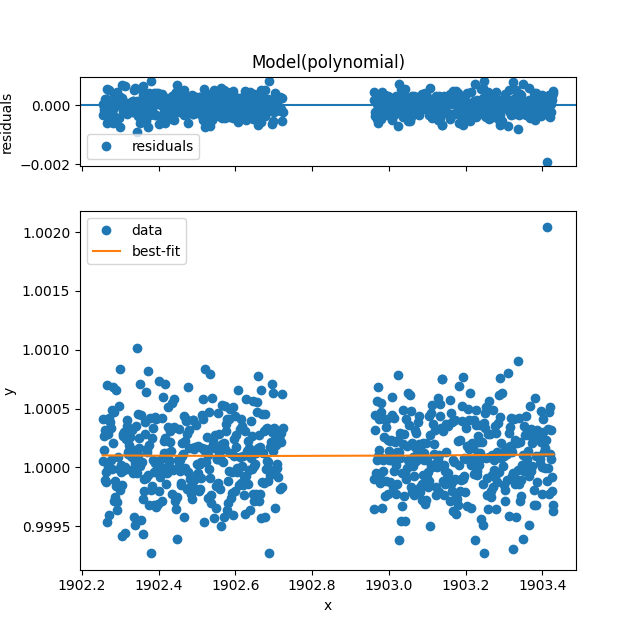 Model(polynomial)
residuals
0.000
−0.002
residuals
y
1.0020
1.0015
1.0010
1.0005
1.0000
0.9995
data
best-fit
1902.2
1902.4
1902.6
1902.8
1903.0
1903.2
1903.4
x